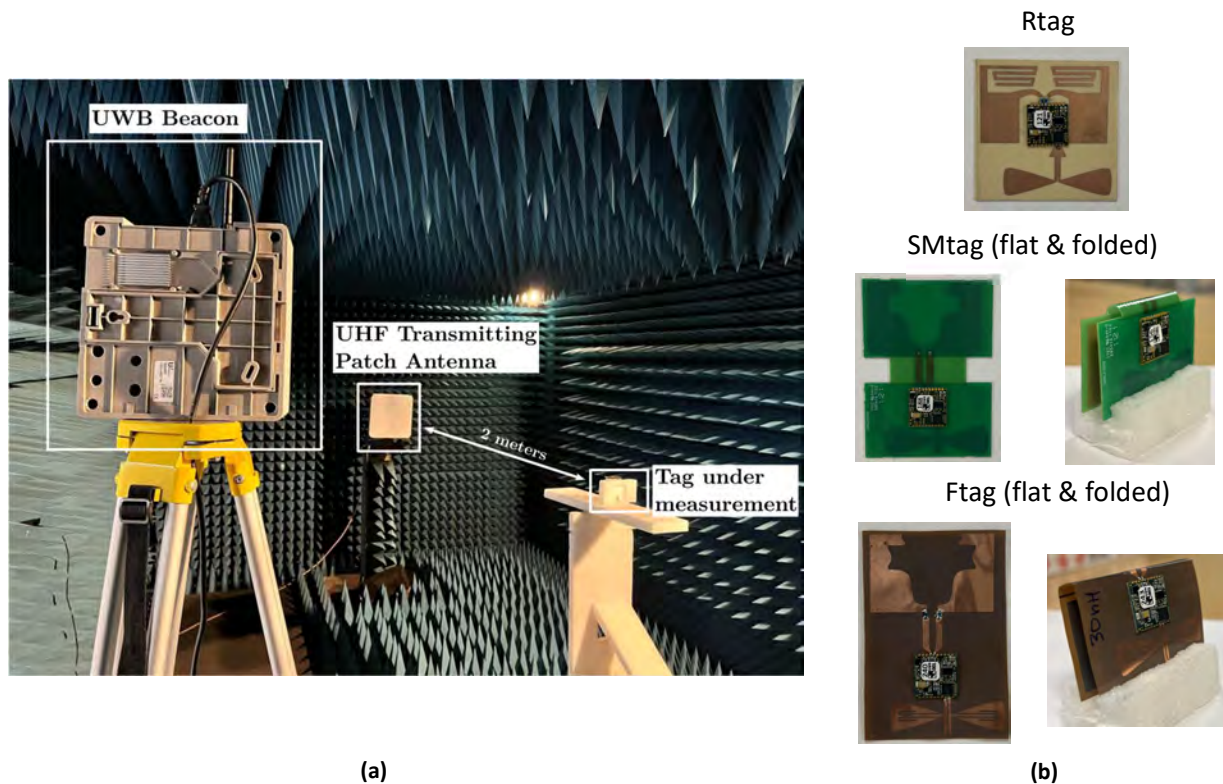 UWB Beacon
UHF Transmitting
Patch Antenna
2 meters
Tag under
measurement
(a)
Rtag
121
SMtag (flat & folded)
Ftag (flat & folded)
30nH
(b)